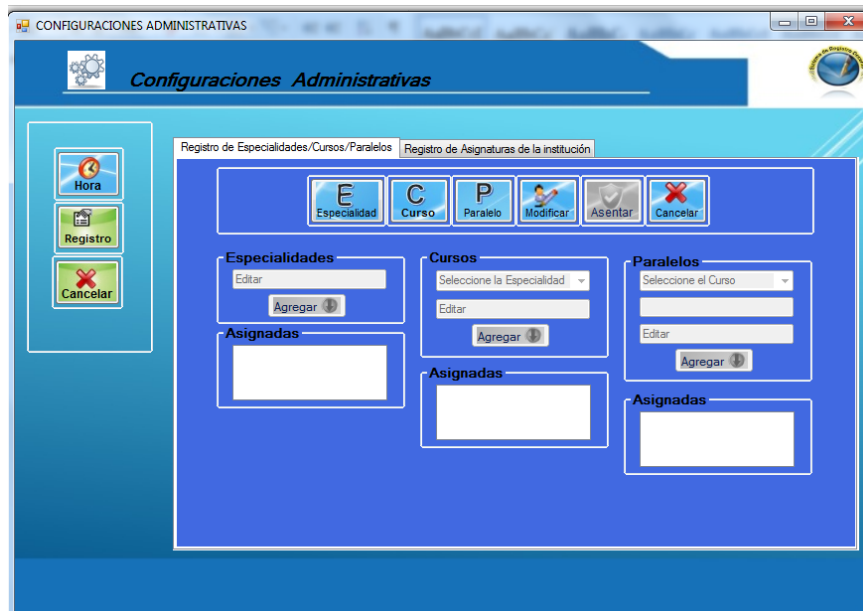 CONFIGURACIONES ADMINISTRATIVAS
Configuraciones Administrativas
Hora
Registro
Cancelar
Registro de Especialidades/Cursos/Paralelos
Registro de Asignaturas de la institución
E
Especialidad
C
Curso
P
Paralelo
Modificar
Asentar
Cancelar
Especialidades
Editar
Agregar
Asignadas
Cursos
Seleccione la Especialidad
Editar
Agregar
Asignadas
Paralelos
Seleccione el Curso
Editar
Agregar
Asignadas